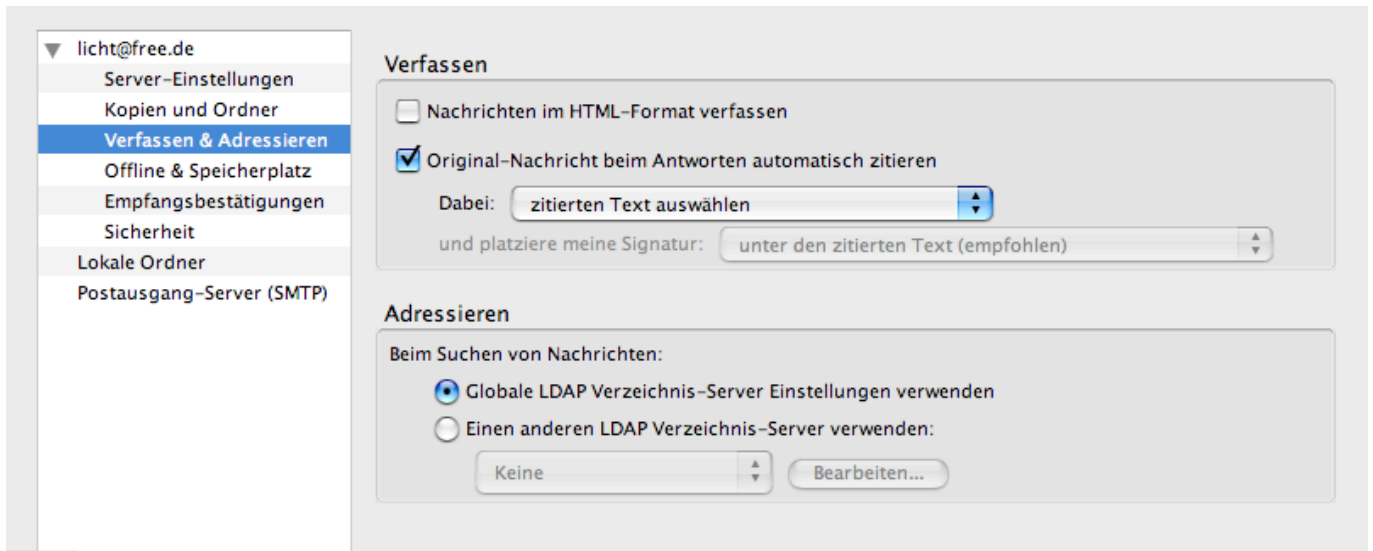 licht@free.de
Server-Einstellungen
Kopien und Ordner
Verfassen & Adressieren
Offline & Speicherplatz
Empfangsbestätigungen
Sicherheit
Lokale Ordner
Postausgang-Server (SMTP)
Verfassen
Nachrichten im HTML-Format verfassen
Original-Nachricht beim Antworten automatisch zitieren
Dabei: zitierten Text auswählen
und platziere meine Signatur: unter den zitierten Text (empfohlen)
Adressieren
Beim Suchen von Nachrichten:
Globale LDAP Verzeichnis-Server Einstellungen verwenden
Einen anderen LDAP Verzeichnis-Server verwenden:
Keine Bearbeiten...